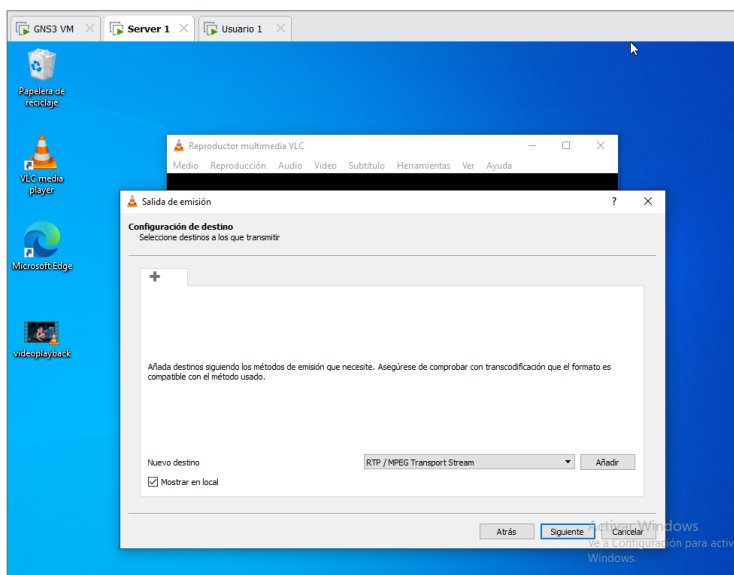 GNS3 VM
Server 1
Usuario 1
Papelera de
reciclaje
VLC media
player
Microsoft Edge
videoplayback
Reproductor multimedia VLC
Medio Reproducción Audio Vídeo Subtítulo Herramientas Ver Ayuda
Salida de emisión
Configuración de destino
Seleccione destinos a los que transmitir
Añada destinos siguiendo los métodos de emisión que necesite. Asegúrese de comprobar con transcodificación que el formato es
compatible con el método usado.
Nuevo destino
RTP / MPEG Transport Stream
Añadir
Mostrar en local
Atrás
Siguiente
Cancelar
Activar Windows
Ve a Configuración para activ
Windows.